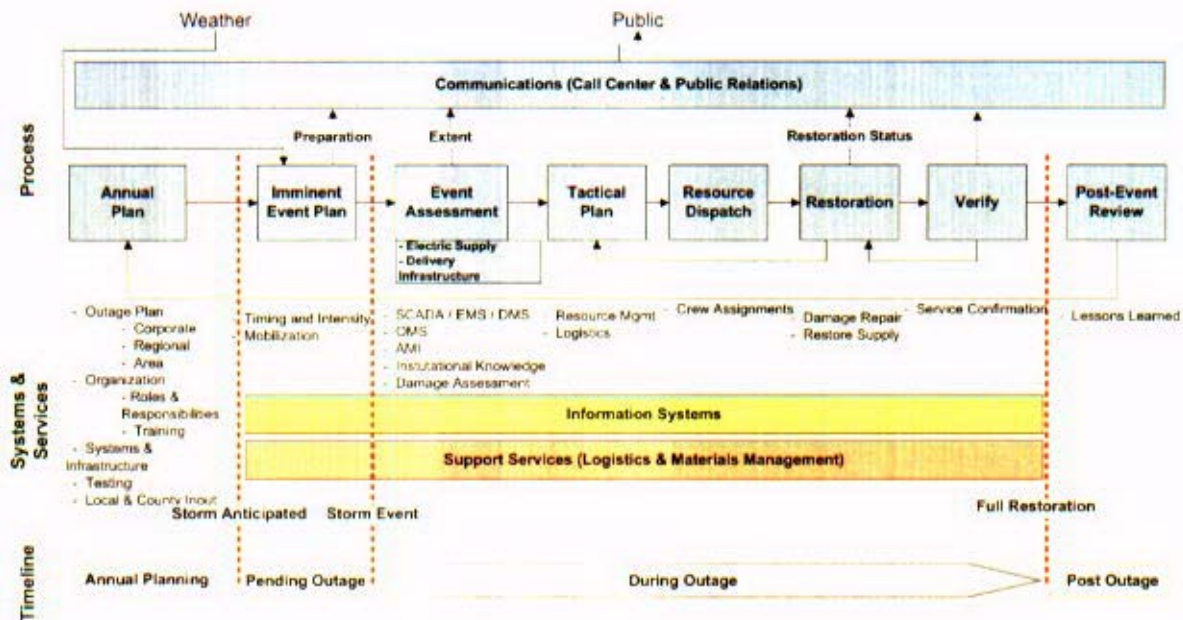 Weather
Public
Communications (Call Center & Public Relations)
Process
Preparation
Extent
Restoration Status
Annual
Plan
Imminent
Event Plan
Event
Assessment
Tactical
Plan
Resource
Dispatch
Restoration
Verify
Post-Event
Review
- Electric Supply
- Delivery
Infrastructure
Systems &
Services
- Outage Plan
- Corporate
- Regional
- Area
- Organization
- Roles &
Responsibilities
- Training
- Systems &
Infrastructure
- Testing
- Local & County Input
- Timing and Intensity
- Mobilization
- SCADA / EMS / DMS
- OMS
- AMI
- Institutional Knowledge
- Damage Assessment
- Resource Mgmt
- Logistics
- Crew Assignments
- Damage Repair
- Restore Supply
- Service Confirmation
- Lessons Learned
Information Systems
Support Services (Logistics & Materials Management)
Storm Anticipated
Storm Event
Full Restoration
Timeline
Annual Planning
Pending Outage
During Outage
Post Outage